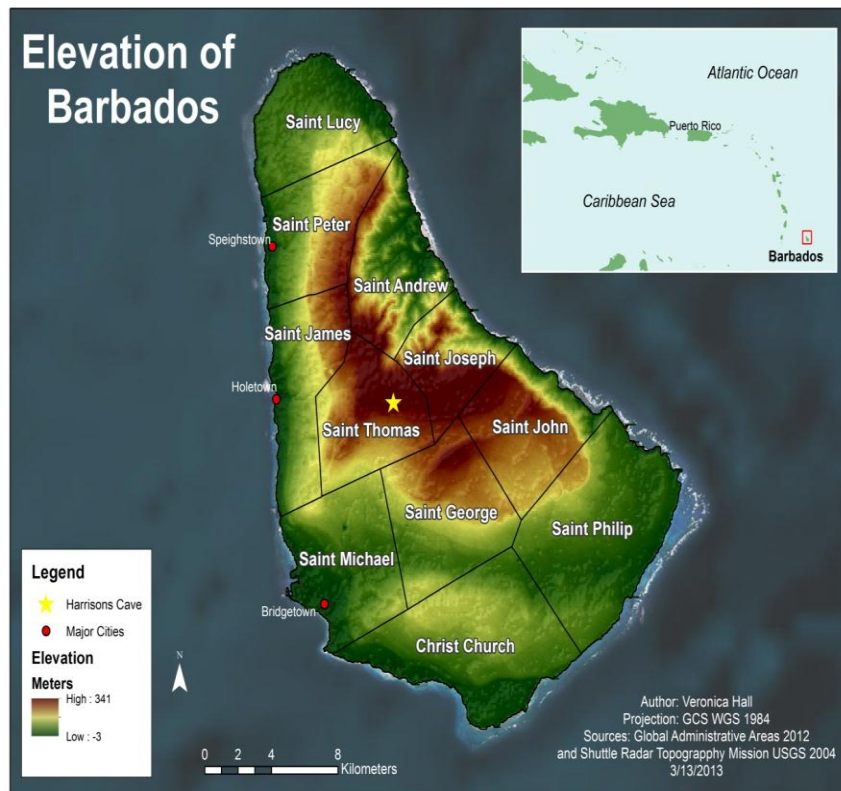 Elevation of
Barbados
Atlantic Ocean
Puerto Rico
Caribbean Sea
Barbados
Saint Lucy
Saint Peter
Speighstown
Saint Andrew
Saint James
Saint Joseph
Holetown
Saint Thomas
Saint John
Saint George
Saint Philip
Saint Michael
Bridgetown
Christ Church
Legend
Harrisons Cave
Major Cities
Elevation
Meters
High : 341
Low : -3
N
0 2 4 8
Kilometers
Author: Veronica Hall
Projection: GCS WGS 1984
Sources: Global Administrative Areas 2012
and Shuttle Radar Topograprhy Mission USGS 2004
3/13/2013